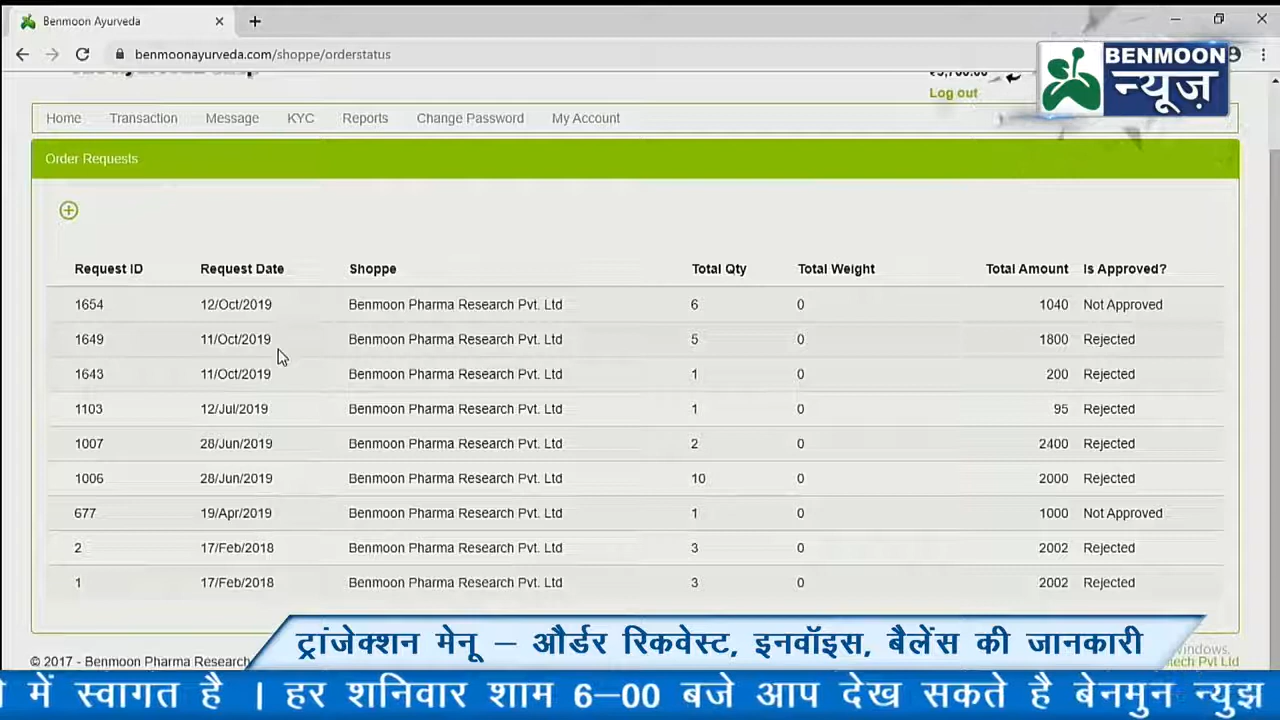 Benmoon Ayurveda
benmoonayurveda.com/shoppe/orderstatus
BENMOON
न्यूज़
Log out
Home Transaction Message KYC Reports Change Password My Account
Order Requests
Request ID Request Date Shoppe Total Qty Total Weight Total Amount Is Approved?
1654 12/Oct/2019 Benmoon Pharma Research Pvt. Ltd 6 0 1040 Not Approved
1649 11/Oct/2019 Benmoon Pharma Research Pvt. Ltd 5 0 1800 Rejected
1643 11/Oct/2019 Benmoon Pharma Research Pvt. Ltd 1 0 200 Rejected
1103 12/Jul/2019 Benmoon Pharma Research Pvt. Ltd 1 0 95 Rejected
1007 28/Jun/2019 Benmoon Pharma Research Pvt. Ltd 2 0 2400 Rejected
1006 28/Jun/2019 Benmoon Pharma Research Pvt. Ltd 10 0 2000 Rejected
677 19/Apr/2019 Benmoon Pharma Research Pvt. Ltd 1 0 1000 Not Approved
2 17/Feb/2018 Benmoon Pharma Research Pvt. Ltd 3 0 2002 Rejected
1 17/Feb/2018 Benmoon Pharma Research Pvt. Ltd 3 0 2002 Rejected
ट्रांजेक्शन मेनू – और्डर रिकवेस्ट, इनवॉइस, बैलेंस की जानकारी
© 2017 - Benmoon Pharma Research Pvt Ltd
में स्वागत है । हर शनिवार शाम 6–00 बजे आप देख सकते है बेनमुन न्युझ